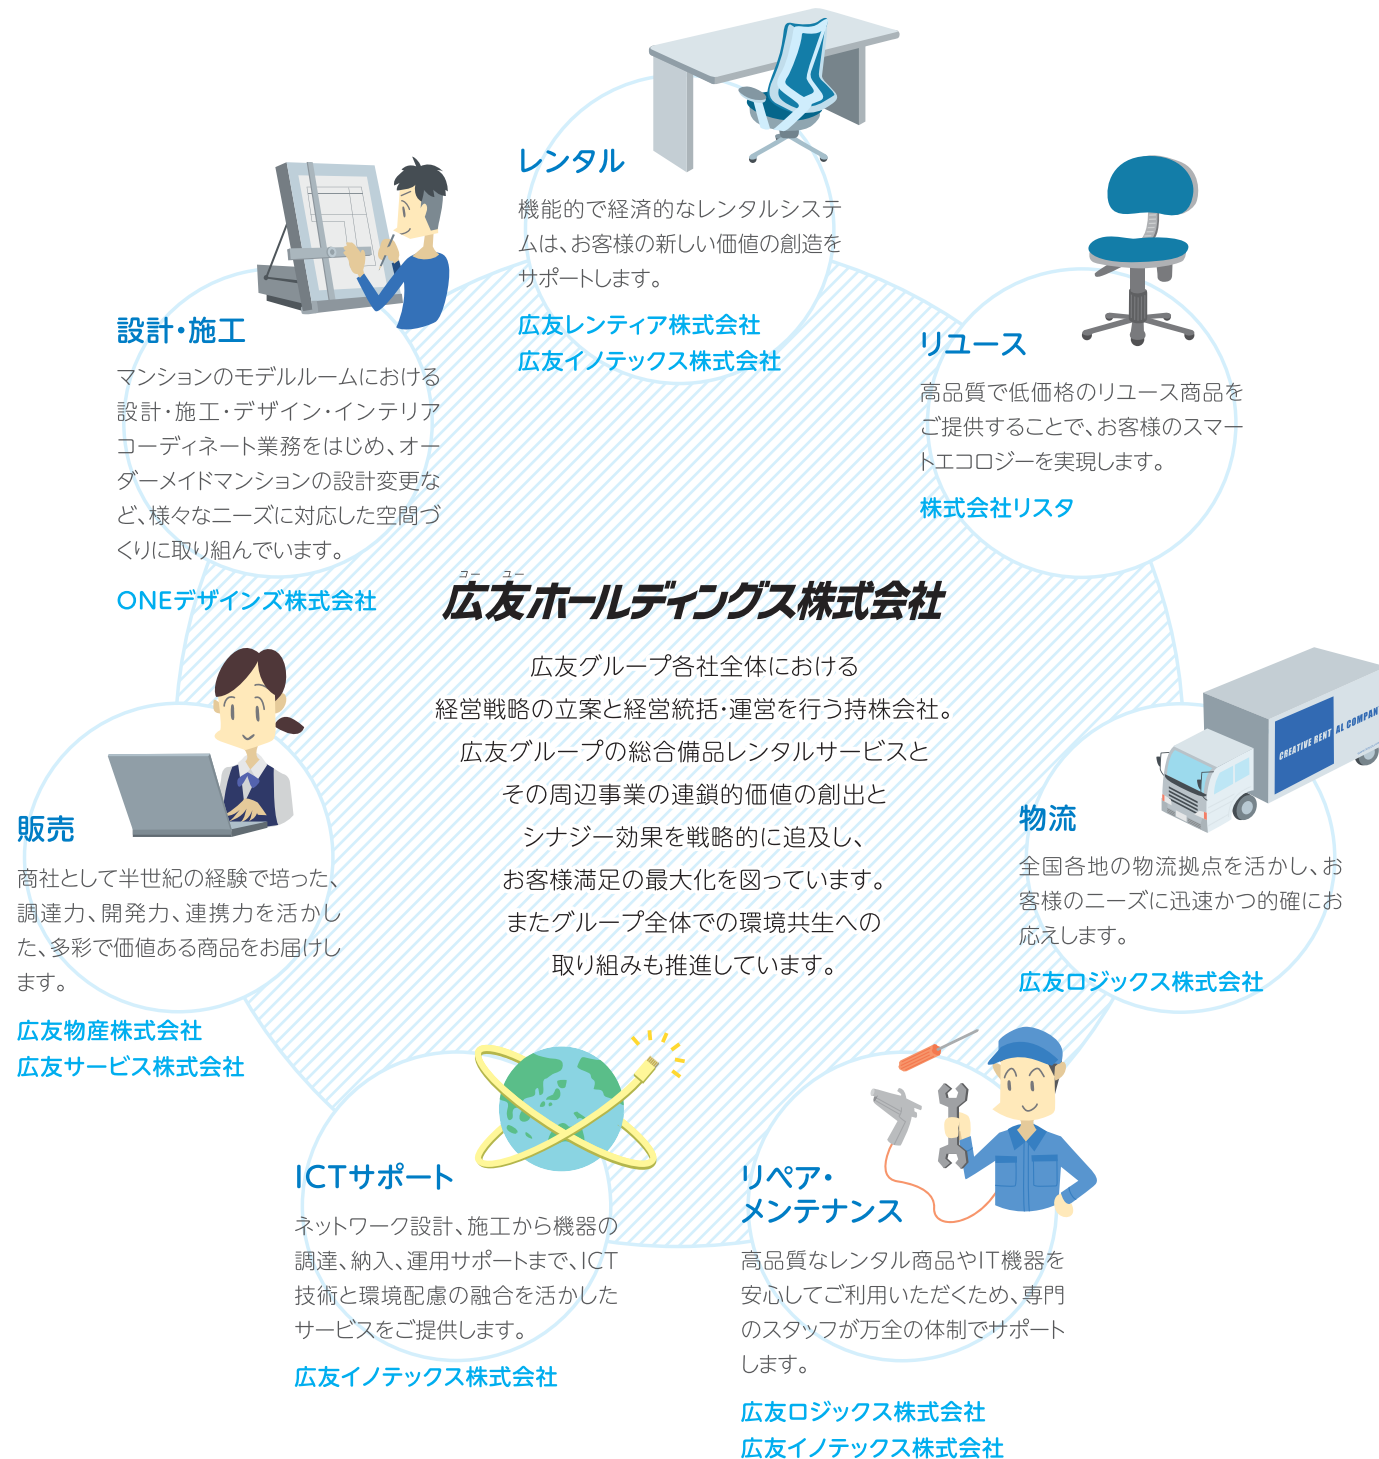 レンタル
機能的で経済的なレンタルシステ
ムは、お客様の新しい価値の創造を
サポートします。
広友レンティア株式会社
広友イノテックス株式会社
設計・施工
マンションのモデルルームにおける
設計・施工・デザイン・インテリア
コーディネート業務をはじめ、オー
ダーメイドマンションの設計変更な
ど、様々なニーズに対応した空間づ
くりに取り組んでいます。
ONEデザインズ株式会社
リユース
高品質で低価格のリユース商品を
ご提供することで、お客様のスマー
トエコロジーを実現します。
株式会社リスタ
コー ユー
広友ホールディングス株式会社
広友グループ各社全体における
経営戦略の立案と経営統括・運営を行う持株会社。
広友グループの総合備品レンタルサービスと
その周辺事業の連鎖的価値の創出と
シナジー効果を戦略的に追及し、
お客様満足の最大化を図っています。
またグループ全体での環境共生への
取り組みも推進しています。
販売
商社として半世紀の経験で培った、
調達力、開発力、連携力を活かし
た、多彩で価値ある商品をお届けし
ます。
広友物産株式会社
広友サービス株式会社
CREATIVE RENTAL COMPAN
物流
全国各地の物流拠点を活かし、お
客様のニーズに迅速かつ的確にお
応えします。
広友ロジックス株式会社
ICTサポート
ネットワーク設計、施工から機器の
調達、納入、運用サポートまで、ICT
技術と環境配慮の融合を活かした
サービスをご提供します。
広友イノテックス株式会社
リペア・
メンテナンス
高品質なレンタル商品やIT機器を
安心してご利用いただくため、専門
のスタッフが万全の体制でサポート
します。
広友ロジックス株式会社
広友イノテックス株式会社